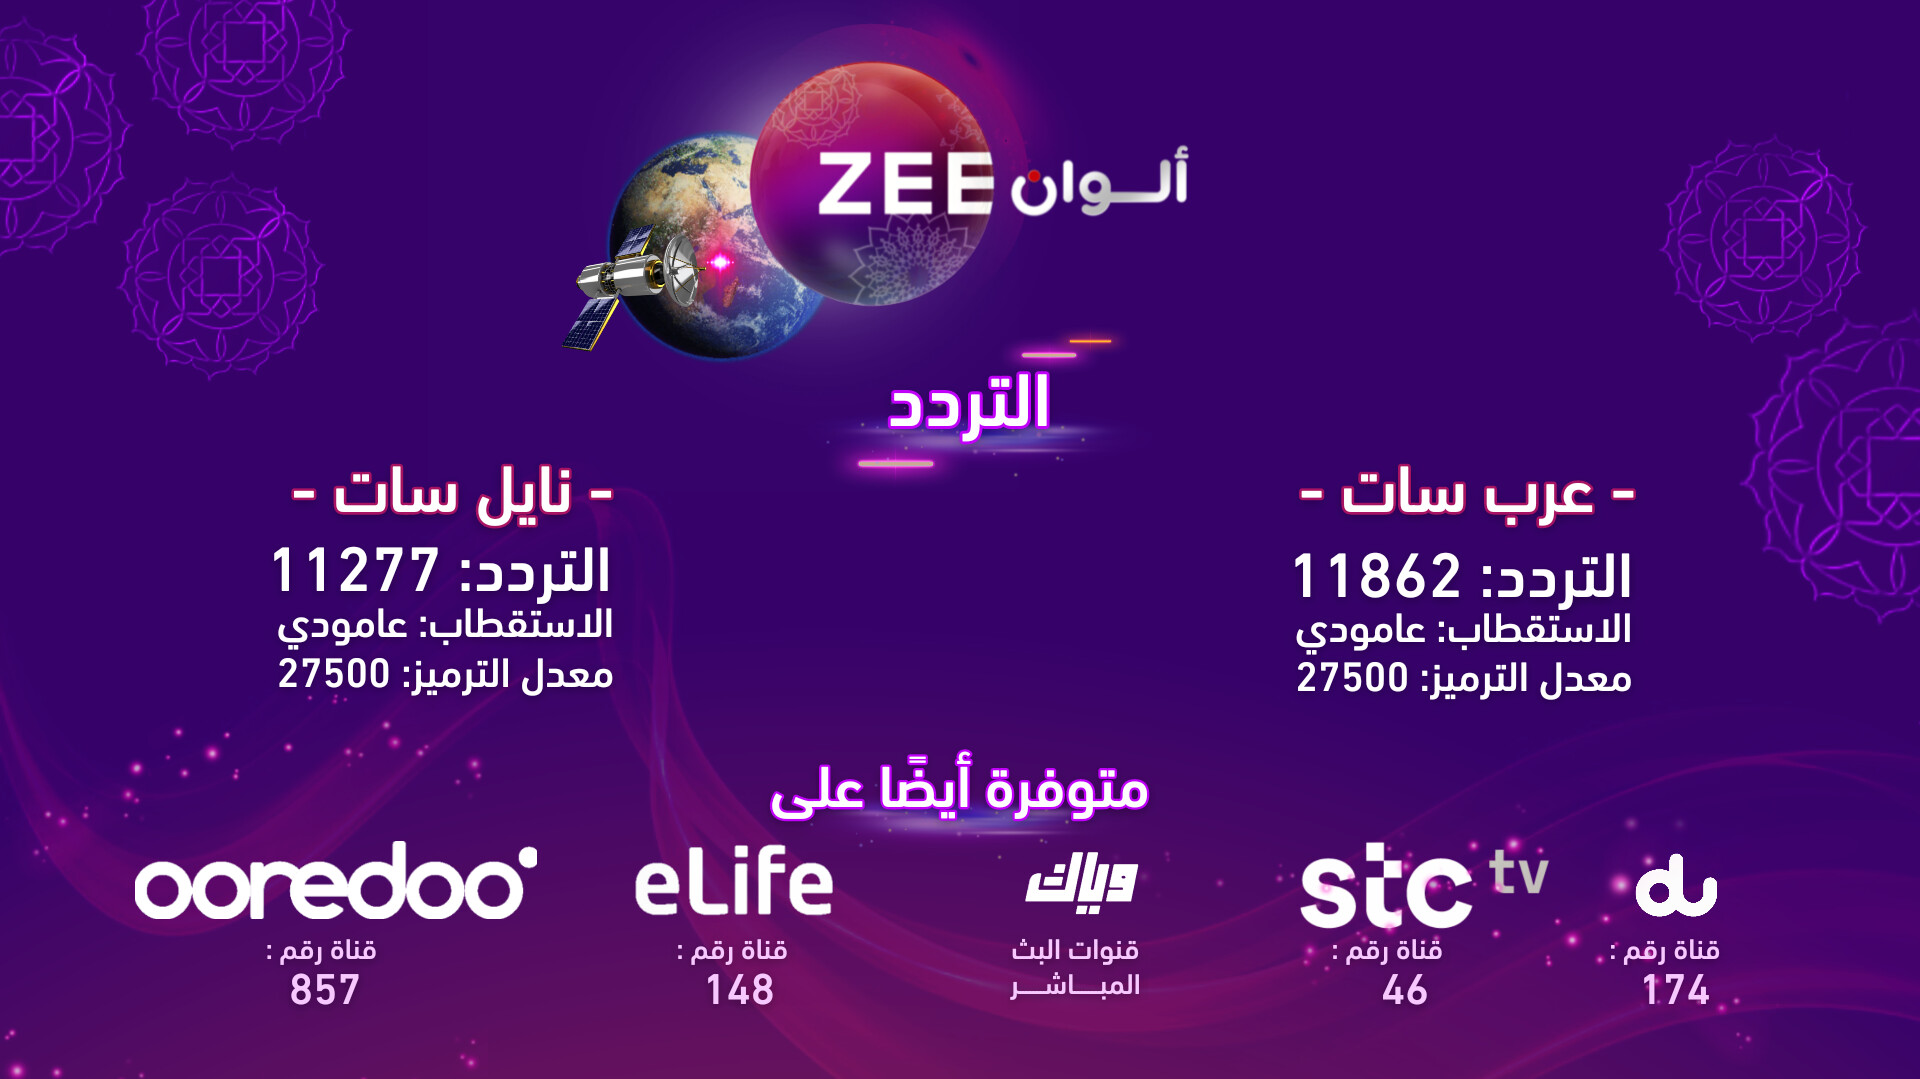 ZEE ألوان
التردد
- عرب سات -
التردد: 11862
الاستقطاب: عامودي
معدل الترميز: 27500
- نايل سات -
التردد: 11277
الاستقطاب: عامودي
معدل الترميز: 27500
متوفرة أيضًا على
du
قناة رقم :
174
stc tv
قناة رقم :
46
وياك
قنوات البث
المباشر
eLife
قناة رقم :
148
ooredoo
قناة رقم :
857